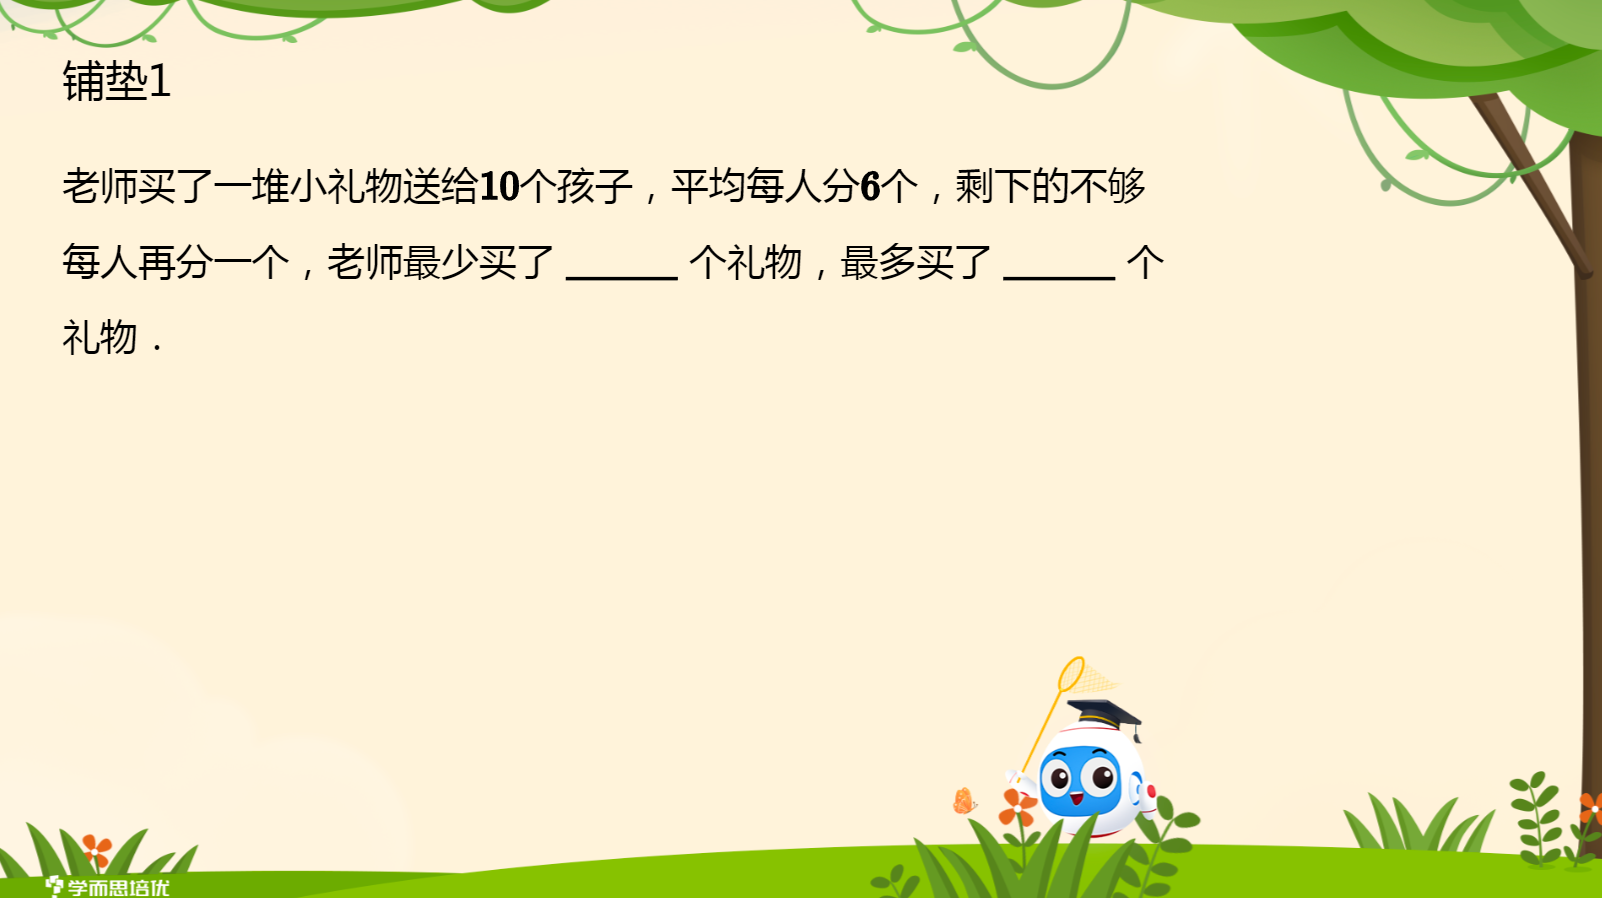 铺垫1
老师买了一堆小礼物送给10个孩子，平均每人分6个，剩下的不够
每人再分一个，老师最少买了 ______ 个礼物，最多买了 ______ 个
礼物．
学而思培优